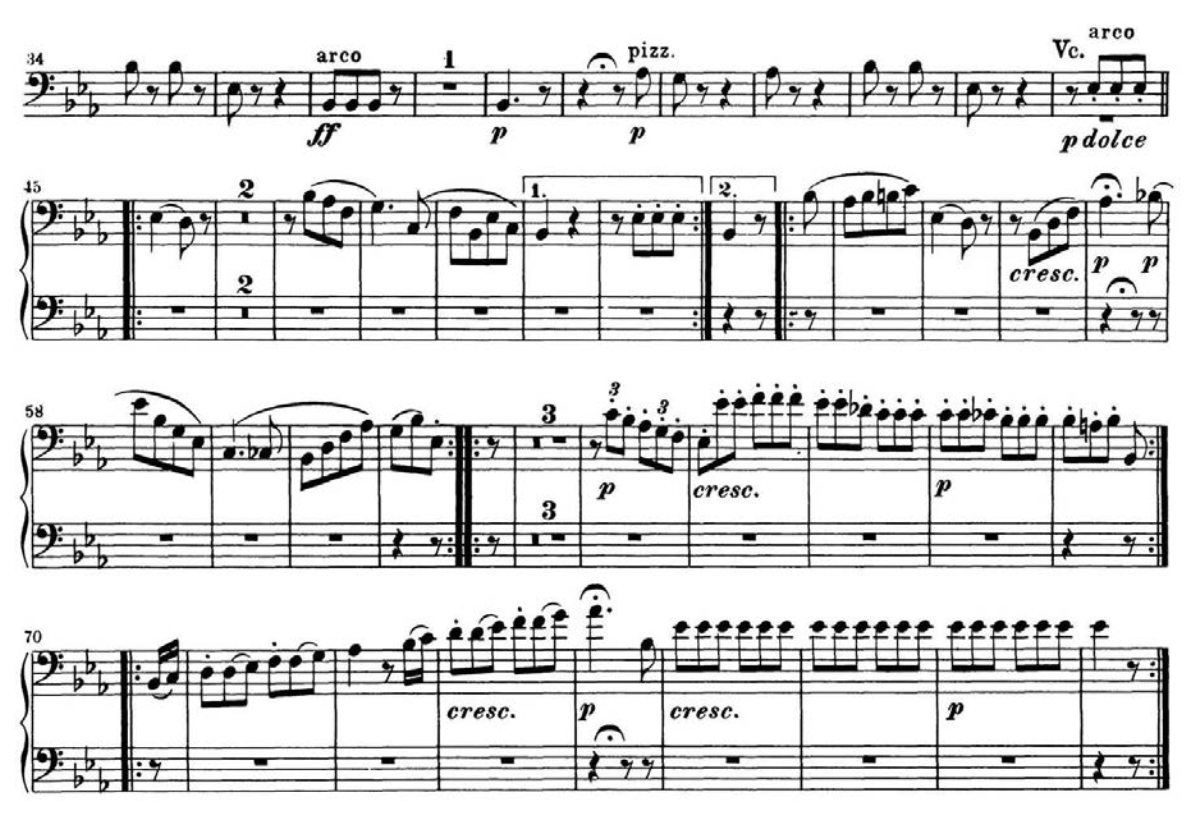 34 arco 1 pizz. Vc. arco
ff p p p dolce
45 2 1. 2.
cresc. p p
2
58 3 3 3
p cresc. p
3
70
cresc. p cresc. p